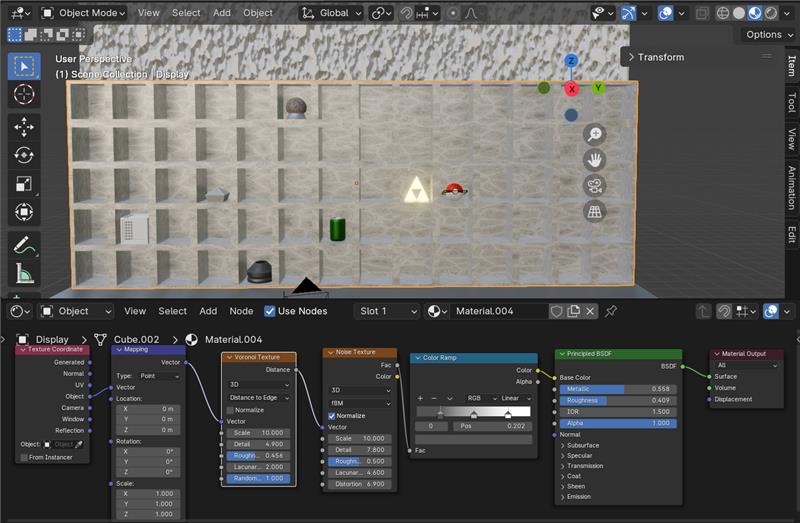 Object Mode
View
Select
Add
Object
Global
Options
User Perspective
(1) Scene Collection | Display
Transform
Z
X
Y
Item
Tool
View
Animation
Edit
Object
View
Select
Add
Node
Use Nodes
Slot 1
Material.004
Display
Cube.002
Material.004
Texture Coordinate
Generated
Normal
UV
Object
Camera
Window
Reflection
Object:
Object
From Instancer
Mapping
Vector
Type:
Point
Vector
Location:
X 0 m
Y 0 m
Z 0 m
Rotation:
X 0°
Y 0°
Z 0°
Scale:
X 1.000
Y 1.000
Z 1.000
Voronoi Texture
Distance
3D
Distance to Edge
Normalize
Vector
Scale 10.000
Detail 4.900
Roughn... 0.456
Lacunar... 2.000
Random... 1.000
Noise Texture
Fac
Color
3D
fBM
Normalize
Vector
Scale 10.000
Detail 7.800
Roughn... 0.500
Lacunar... 4.600
Distortion 6.900
Color Ramp
Color
Alpha
RGB
Linear
0
Pos 0.202
Fac
Principled BSDF
BSDF
Base Color
Metallic 0.558
Roughness 0.409
IOR 1.500
Alpha 1.000
Normal
Subsurface
Specular
Transmission
Coat
Sheen
Emission
Material Output
All
Surface
Volume
Displacement